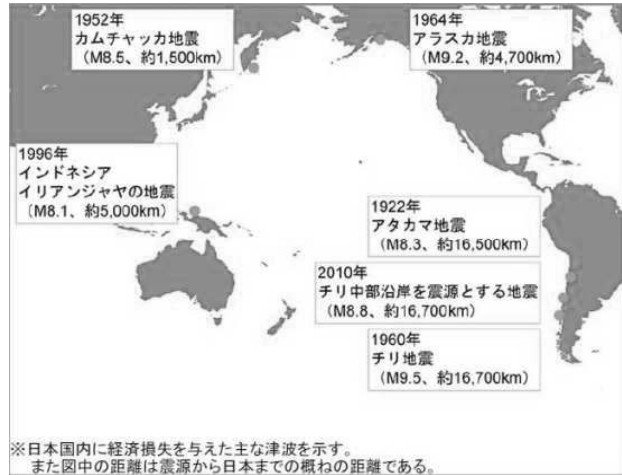 1952年
カムチャッカ地震
（M8.5、約1,500km）
1964年
アラスカ地震
（M9.2、約4,700km）
1996年
インドネシア
イリアンジャヤの地震
（M8.1、約5,000km）
1922年
アタカマ地震
（M8.3、約16,500km）
2010年
チリ中部沿岸を震源とする地震
（M8.8、約16,700km）
1960年
チリ地震
（M9.5、約16,700km）
※日本国内に経済損失を与えた主な津波を示す。
また図中の距離は震源から日本までの概ねの距離である。